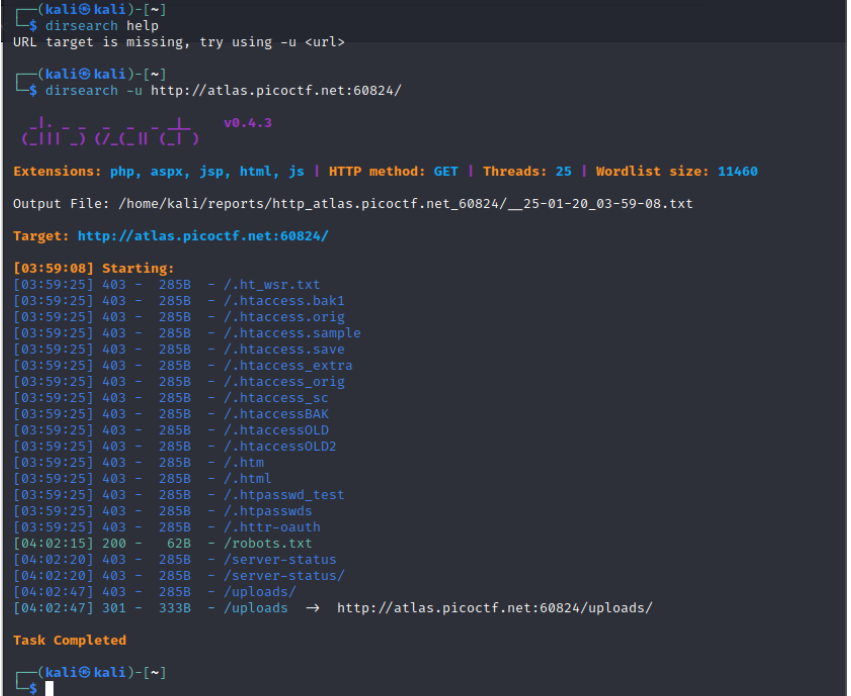 ┌──(kali㉿kali)-[~]
└─$ dirsearch help
URL target is missing, try using -u <url>
┌──(kali㉿kali)-[~]
└─$ dirsearch -u http://atlas.picoctf.net:60824/
  _|. _ _  _  _  _ _|_    v0.4.3
 (_||| _) (/_(_|| (_| )
Extensions: php, aspx, jsp, html, js | HTTP method: GET | Threads: 25 | Wordlist size: 11460
Output File: /home/kali/reports/http_atlas.picoctf.net_60824/__25-01-20_03-59-08.txt
Target: http://atlas.picoctf.net:60824/
[03:59:08] Starting:
[03:59:25] 403 -  285B  - /.ht_wsr.txt
[03:59:25] 403 -  285B  - /.htaccess.bak1
[03:59:25] 403 -  285B  - /.htaccess.orig
[03:59:25] 403 -  285B  - /.htaccess.sample
[03:59:25] 403 -  285B  - /.htaccess.save
[03:59:25] 403 -  285B  - /.htaccess_extra
[03:59:25] 403 -  285B  - /.htaccess_orig
[03:59:25] 403 -  285B  - /.htaccess_sc
[03:59:25] 403 -  285B  - /.htaccessBAK
[03:59:25] 403 -  285B  - /.htaccessOLD
[03:59:25] 403 -  285B  - /.htaccessOLD2
[03:59:25] 403 -  285B  - /.htm
[03:59:25] 403 -  285B  - /.html
[03:59:25] 403 -  285B  - /.htpasswd_test
[03:59:25] 403 -  285B  - /.htpasswds
[03:59:25] 403 -  285B  - /.httr-oauth
[04:02:15] 200 -   62B  - /robots.txt
[04:02:20] 403 -  285B  - /server-status
[04:02:20] 403 -  285B  - /server-status/
[04:02:47] 403 -  285B  - /uploads/
[04:02:47] 301 -  333B  - /uploads  →  http://atlas.picoctf.net:60824/uploads/
Task Completed
┌──(kali㉿kali)-[~]
└─$